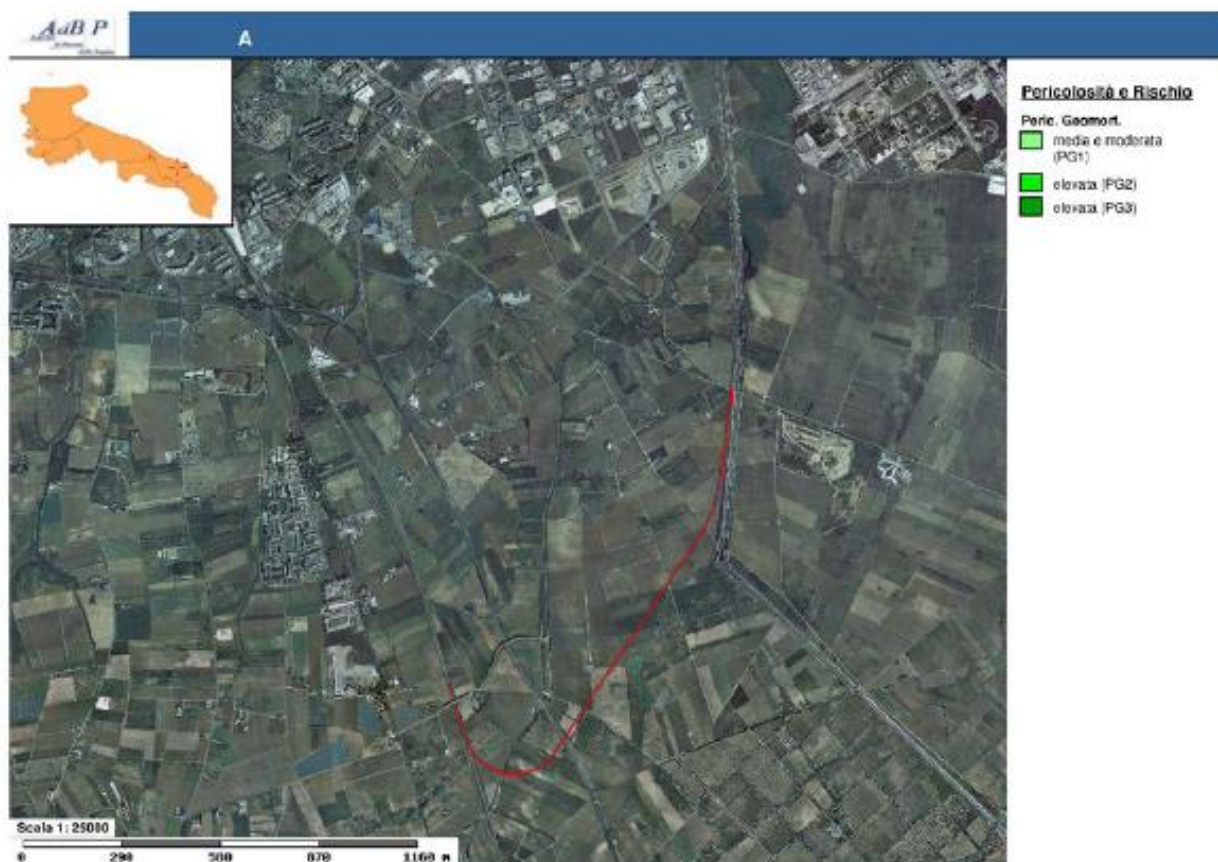 AdB P
A
Pericolosità e Rischio
Peric. Geomorf.
media e moderata
(PG1)
elevata (PG2)
elevata (PG3)
Scala 1:25000
0 290 580 870 1160 m